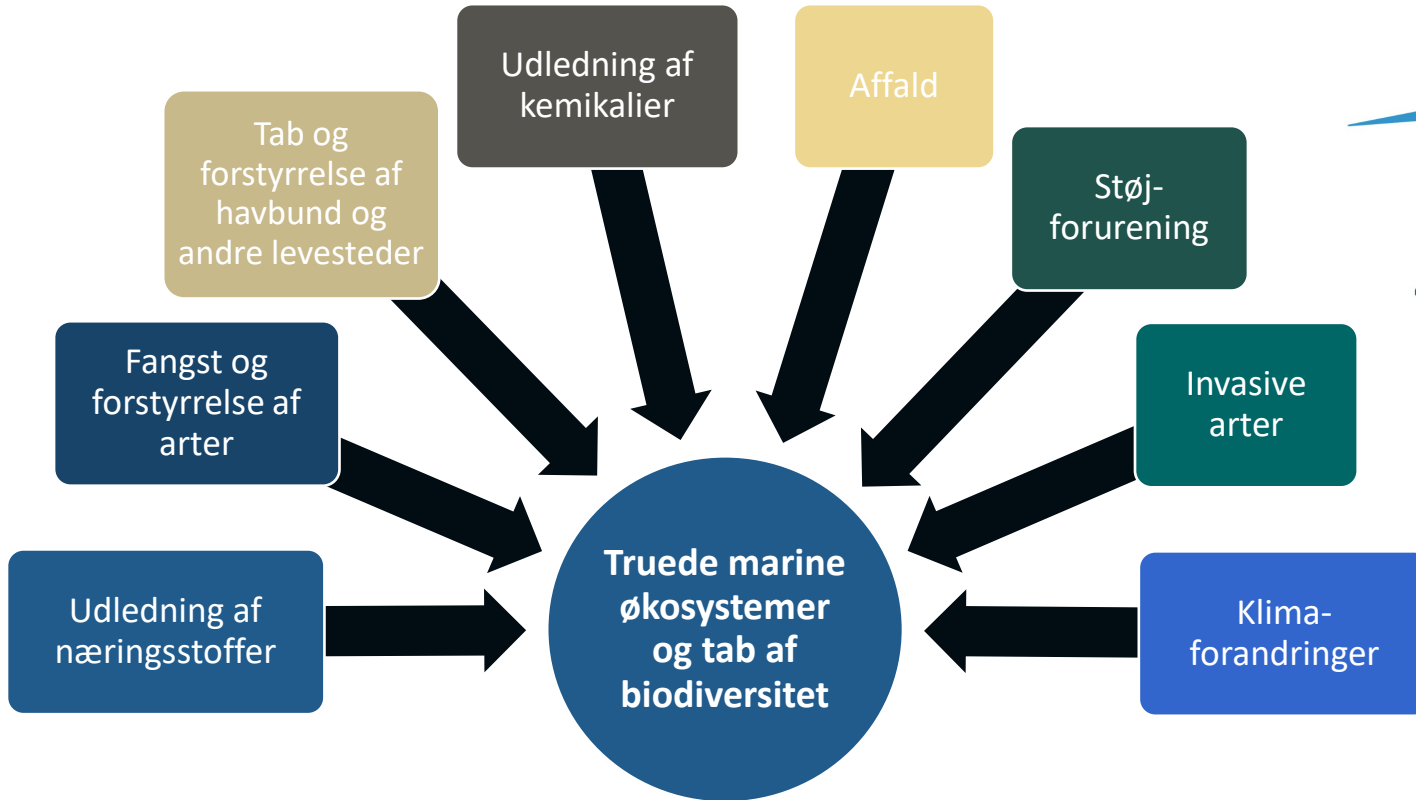 Udledning af
kemikalier
Affald
Tab og
forstyrrelse af
havbund og
andre levesteder
Støj-
forurening
Fangst og
forstyrrelse af
arter
Invasive
arter
Udledning af
næringsstoffer
Truede marine
økosystemer
og tab af
biodiversitet
Klima-
forandringer